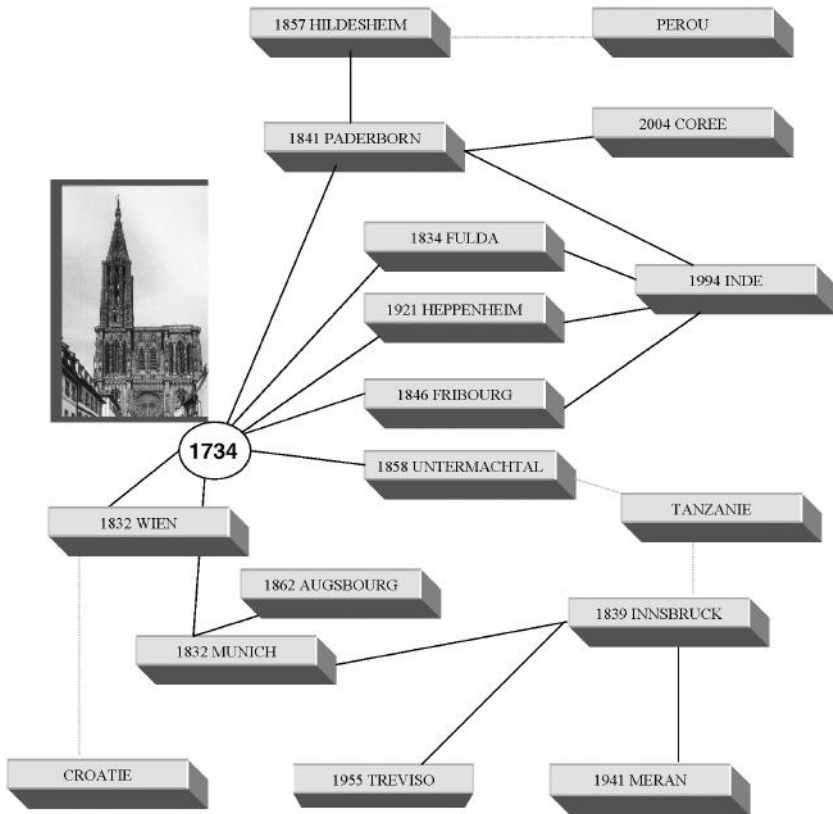 1857 HILDESHEIM
PEROU
1841 PADERBORN
2004 COREE
1834 FULDA
1994 INDE
1921 HEPPENHEIM
1846 FRIBOURG
1734
1858 UNTERMACHTAL
1832 WIEN
TANZANIE
1862 AUGSBOURG
1839 INNSBRUCK
1832 MUNICH
CROATIE
1955 TREVISO
1941 MERAN